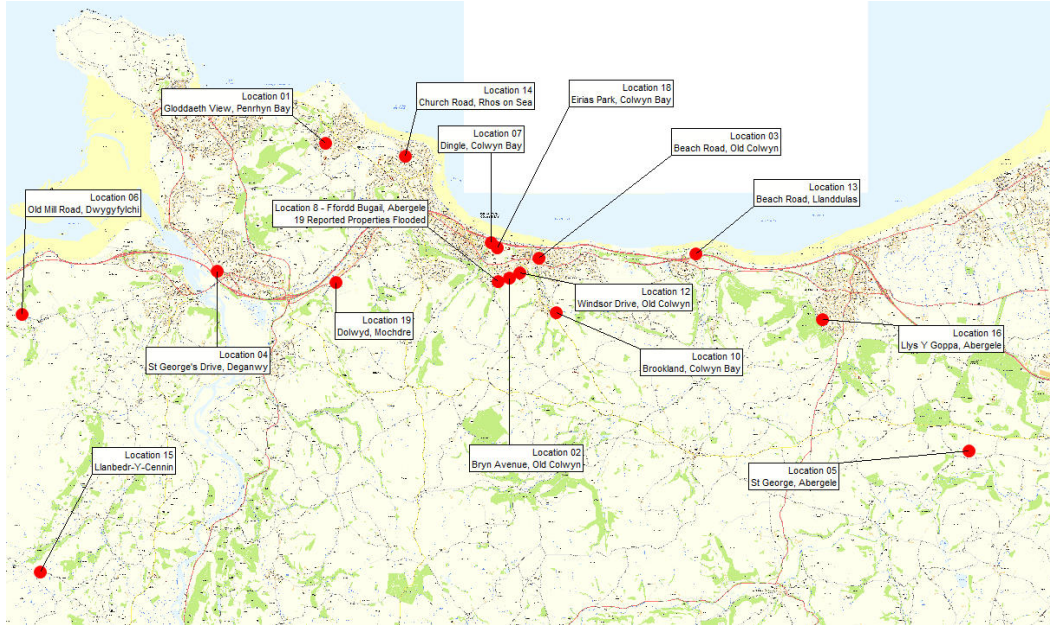 Location 01
Gloddaeth View, Penrhyn Bay
Location 14
Church Road, Rhos on Sea
Location 18
Eirias Park, Colwyn Bay
Location 07
Dingle, Colwyn Bay
Location 03
Beach Road, Old Colwyn
Location 06
Old Mill Road, Dwygyfylchi
Location 8 - Ffordd Bugail, Abergele
19 Reported Properties Flooded
Location 13
Beach Road, Llanddulas
Location 12
Windsor Drive, Old Colwyn
Location 19
Dolwyd, Mochdre
Location 16
Llys Y Goppa, Abergele
Location 04
St George's Drive, Deganwy
Location 10
Brookland, Colwyn Bay
Location 15
Llanbedr-Y-Cennin
Location 02
Bryn Avenue, Old Colwyn
Location 05
St George, Abergele